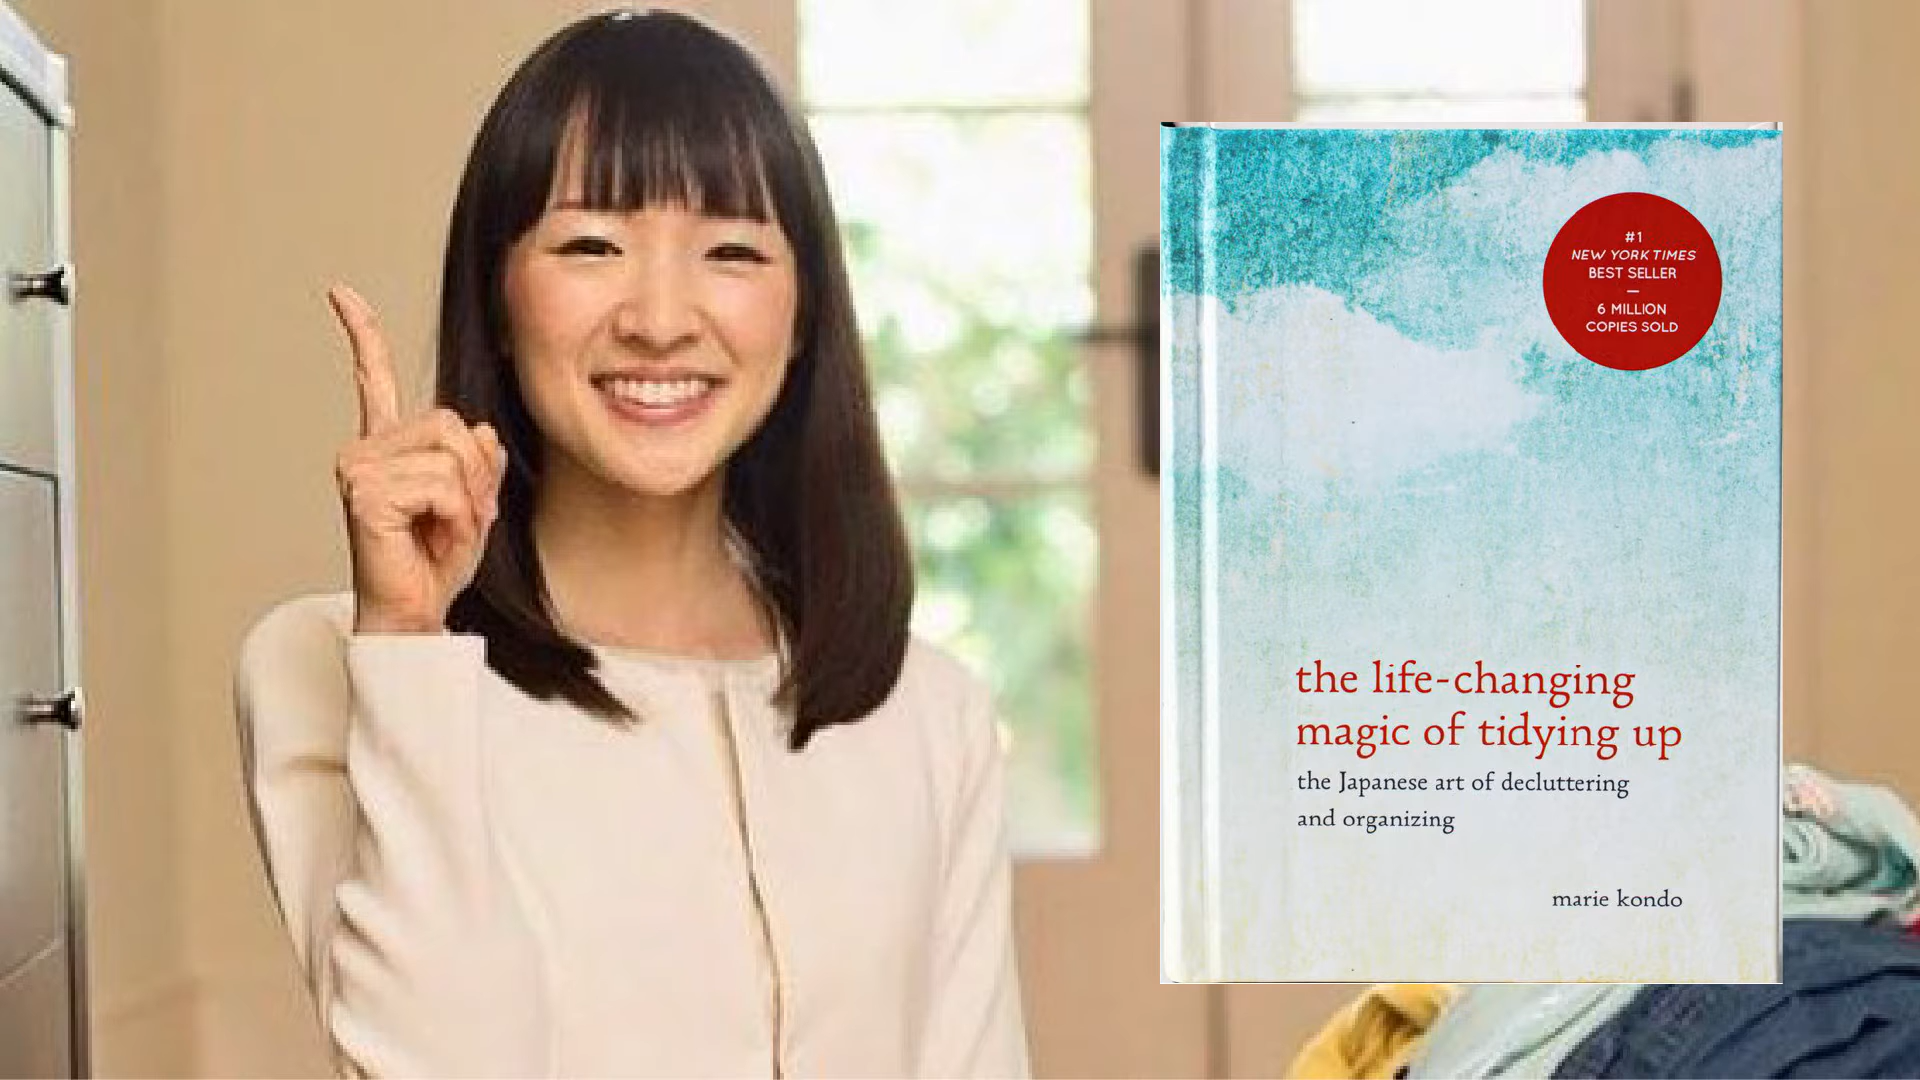 #1
NEW YORK TIMES
BEST SELLER
—
6 MILLION
COPIES SOLD
the life-changing
magic of tidying up
the Japanese art of decluttering
and organizing
marie kondo